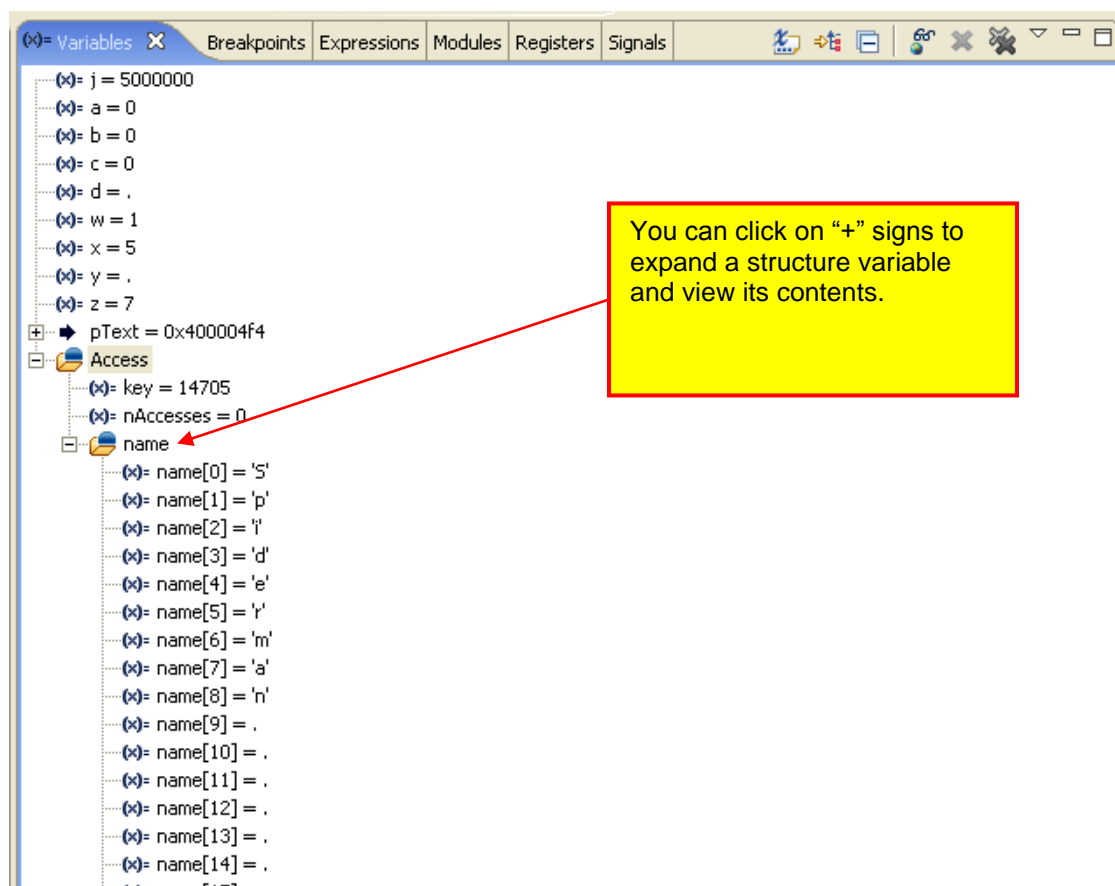 (x)= Variables Breakpoints Expressions Modules Registers Signals
(x)= j = 5000000
(x)= a = 0
(x)= b = 0
(x)= c = 0
(x)= d = .
(x)= w = 1
(x)= x = 5
(x)= y = .
(x)= z = 7
pText = 0x400004f4
Access
(x)= key = 14705
(x)= nAccesses = 0
name
(x)= name[0] = 'S'
(x)= name[1] = 'p'
(x)= name[2] = 'i'
(x)= name[3] = 'd'
(x)= name[4] = 'e'
(x)= name[5] = 'r'
(x)= name[6] = 'm'
(x)= name[7] = 'a'
(x)= name[8] = 'n'
(x)= name[9] = .
(x)= name[10] = .
(x)= name[11] = .
(x)= name[12] = .
(x)= name[13] = .
(x)= name[14] = .
You can click on “+” signs to
expand a structure variable
and view its contents.